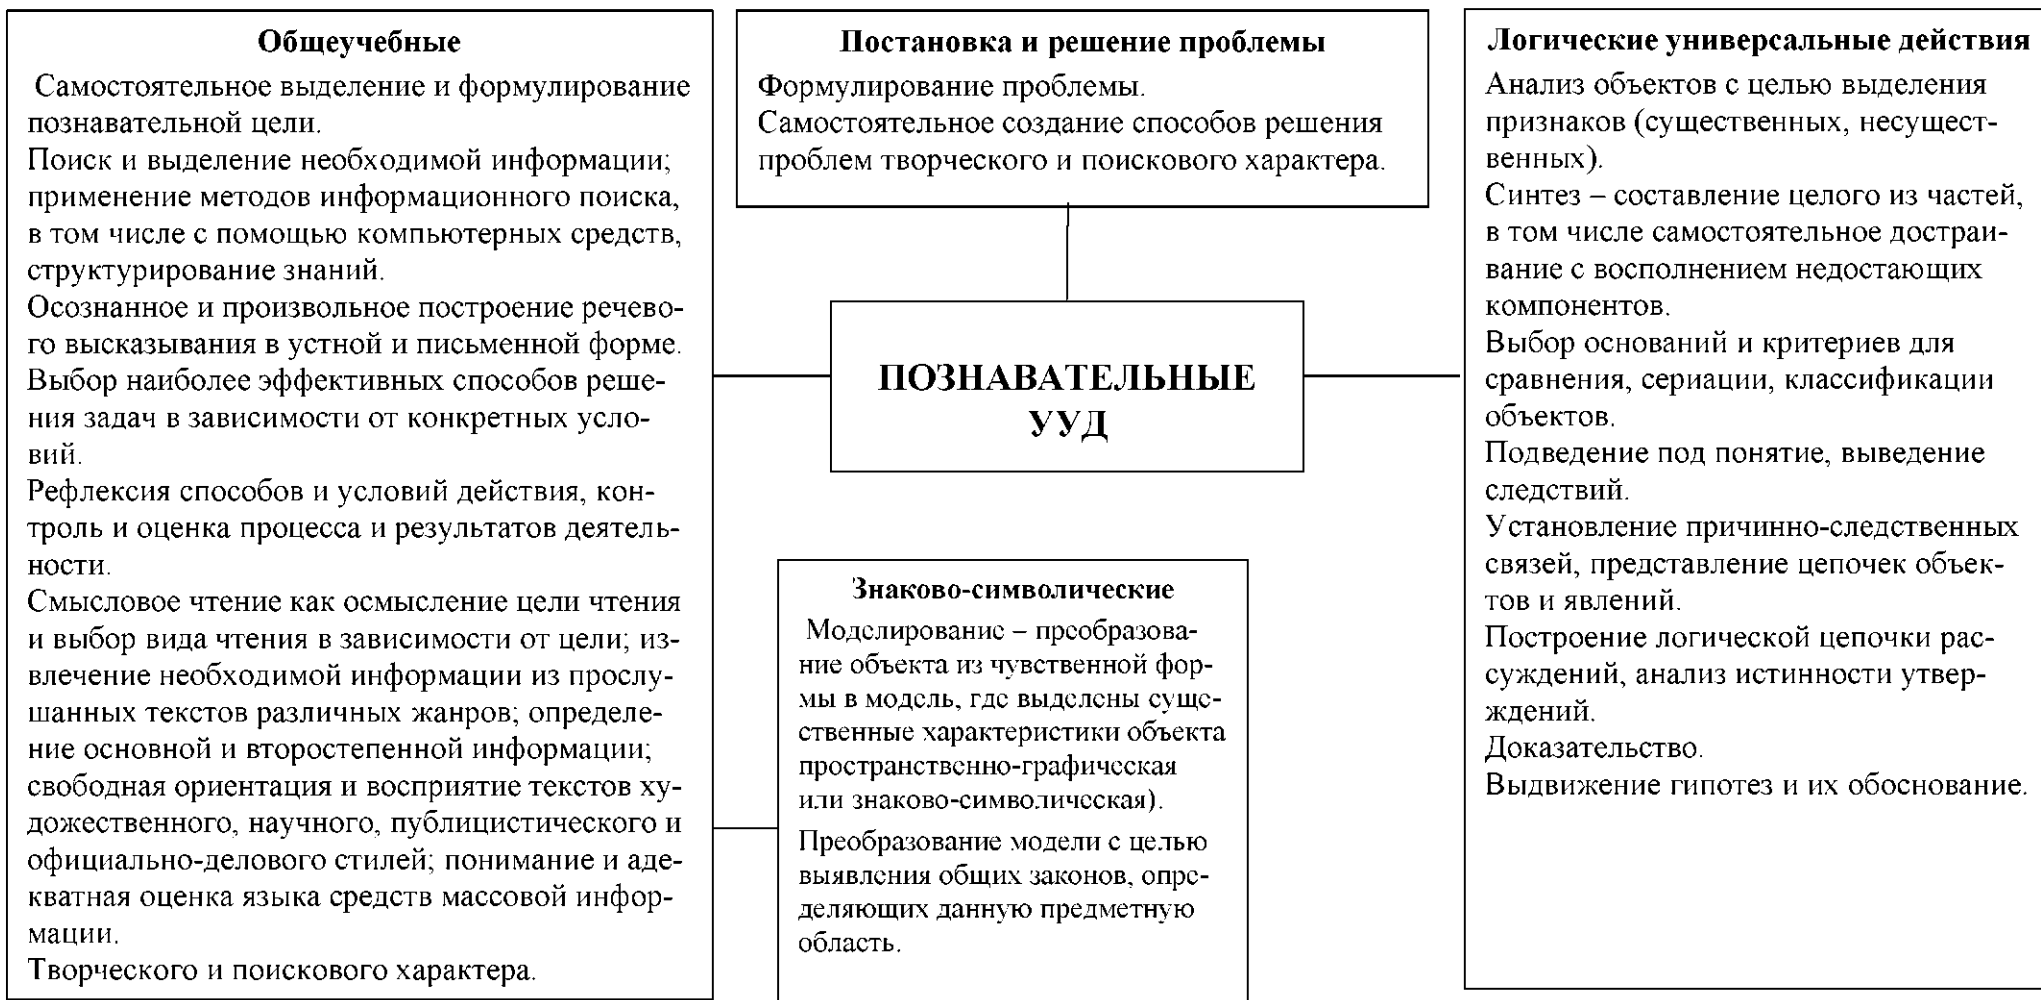 Общеучебные
Самостоятельное выделение и формулирование
познавательной цели.
Поиск и выделение необходимой информации;
применение методов информационного поиска,
в том числе с помощью компьютерных средств,
структурирование знаний.
Осознанное и произвольное построение речево-
го высказывания в устной и письменной форме.
Выбор наиболее эффективных способов реше-
ния задач в зависимости от конкретных усло-
вий.
Рефлексия способов и условий действия, кон-
троль и оценка процесса и результатов деятель-
ности.
Смысловое чтение как осмысление цели чтения
и выбор вида чтения в зависимости от цели; из-
влечение необходимой информации из прослу-
шанных текстов различных жанров; определе-
ние основной и второстепенной информации;
свободная ориентация и восприятие текстов ху-
дожественного, научного, публицистического и
официально-делового стилей; понимание и аде-
кватная оценка языка средств массовой инфор-
мации.
Творческого и поискового характера.
Постановка и решение проблемы
Формулирование проблемы.
Самостоятельное создание способов решения
проблем творческого и поискового характера.
ПОЗНАВАТЕЛЬНЫЕ
УУД
Знаково-символические
Моделирование – преобразова-
ние объекта из чувственной фор-
мы в модель, где выделены суще-
ственные характеристики объекта
пространственно-графическая
или знаково-символическая).
Преобразование модели с целью
выявления общих законов, опре-
деляющих данную предметную
область.
Логические универсальные действия
Анализ объектов с целью выделения
признаков (существенных, несущест-
венных).
Синтез – составление целого из частей,
в том числе самостоятельное достраи-
вание с восполнением недостающих
компонентов.
Выбор оснований и критериев для
сравнения, сериации, классификации
объектов.
Подведение под понятие, выведение
следствий.
Установление причинно-следственных
связей, представление цепочек объек-
тов и явлений.
Построение логической цепочки рас-
суждений, анализ истинности утвер-
ждений.
Доказательство.
Выдвижение гипотез и их обоснование.